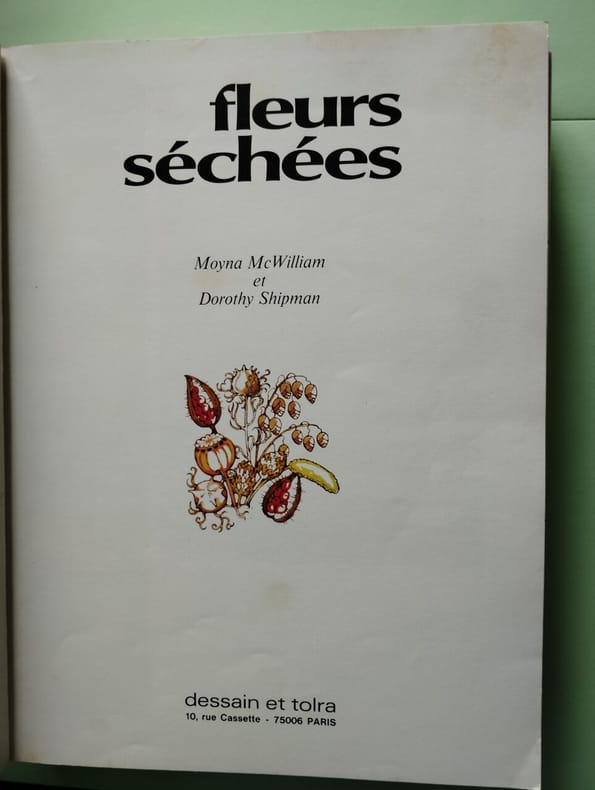 fleurs
séchées
Moyna McWilliam
et
Dorothy Shipman
dessain et tolra
10, rue Cassette - 75006 PARIS